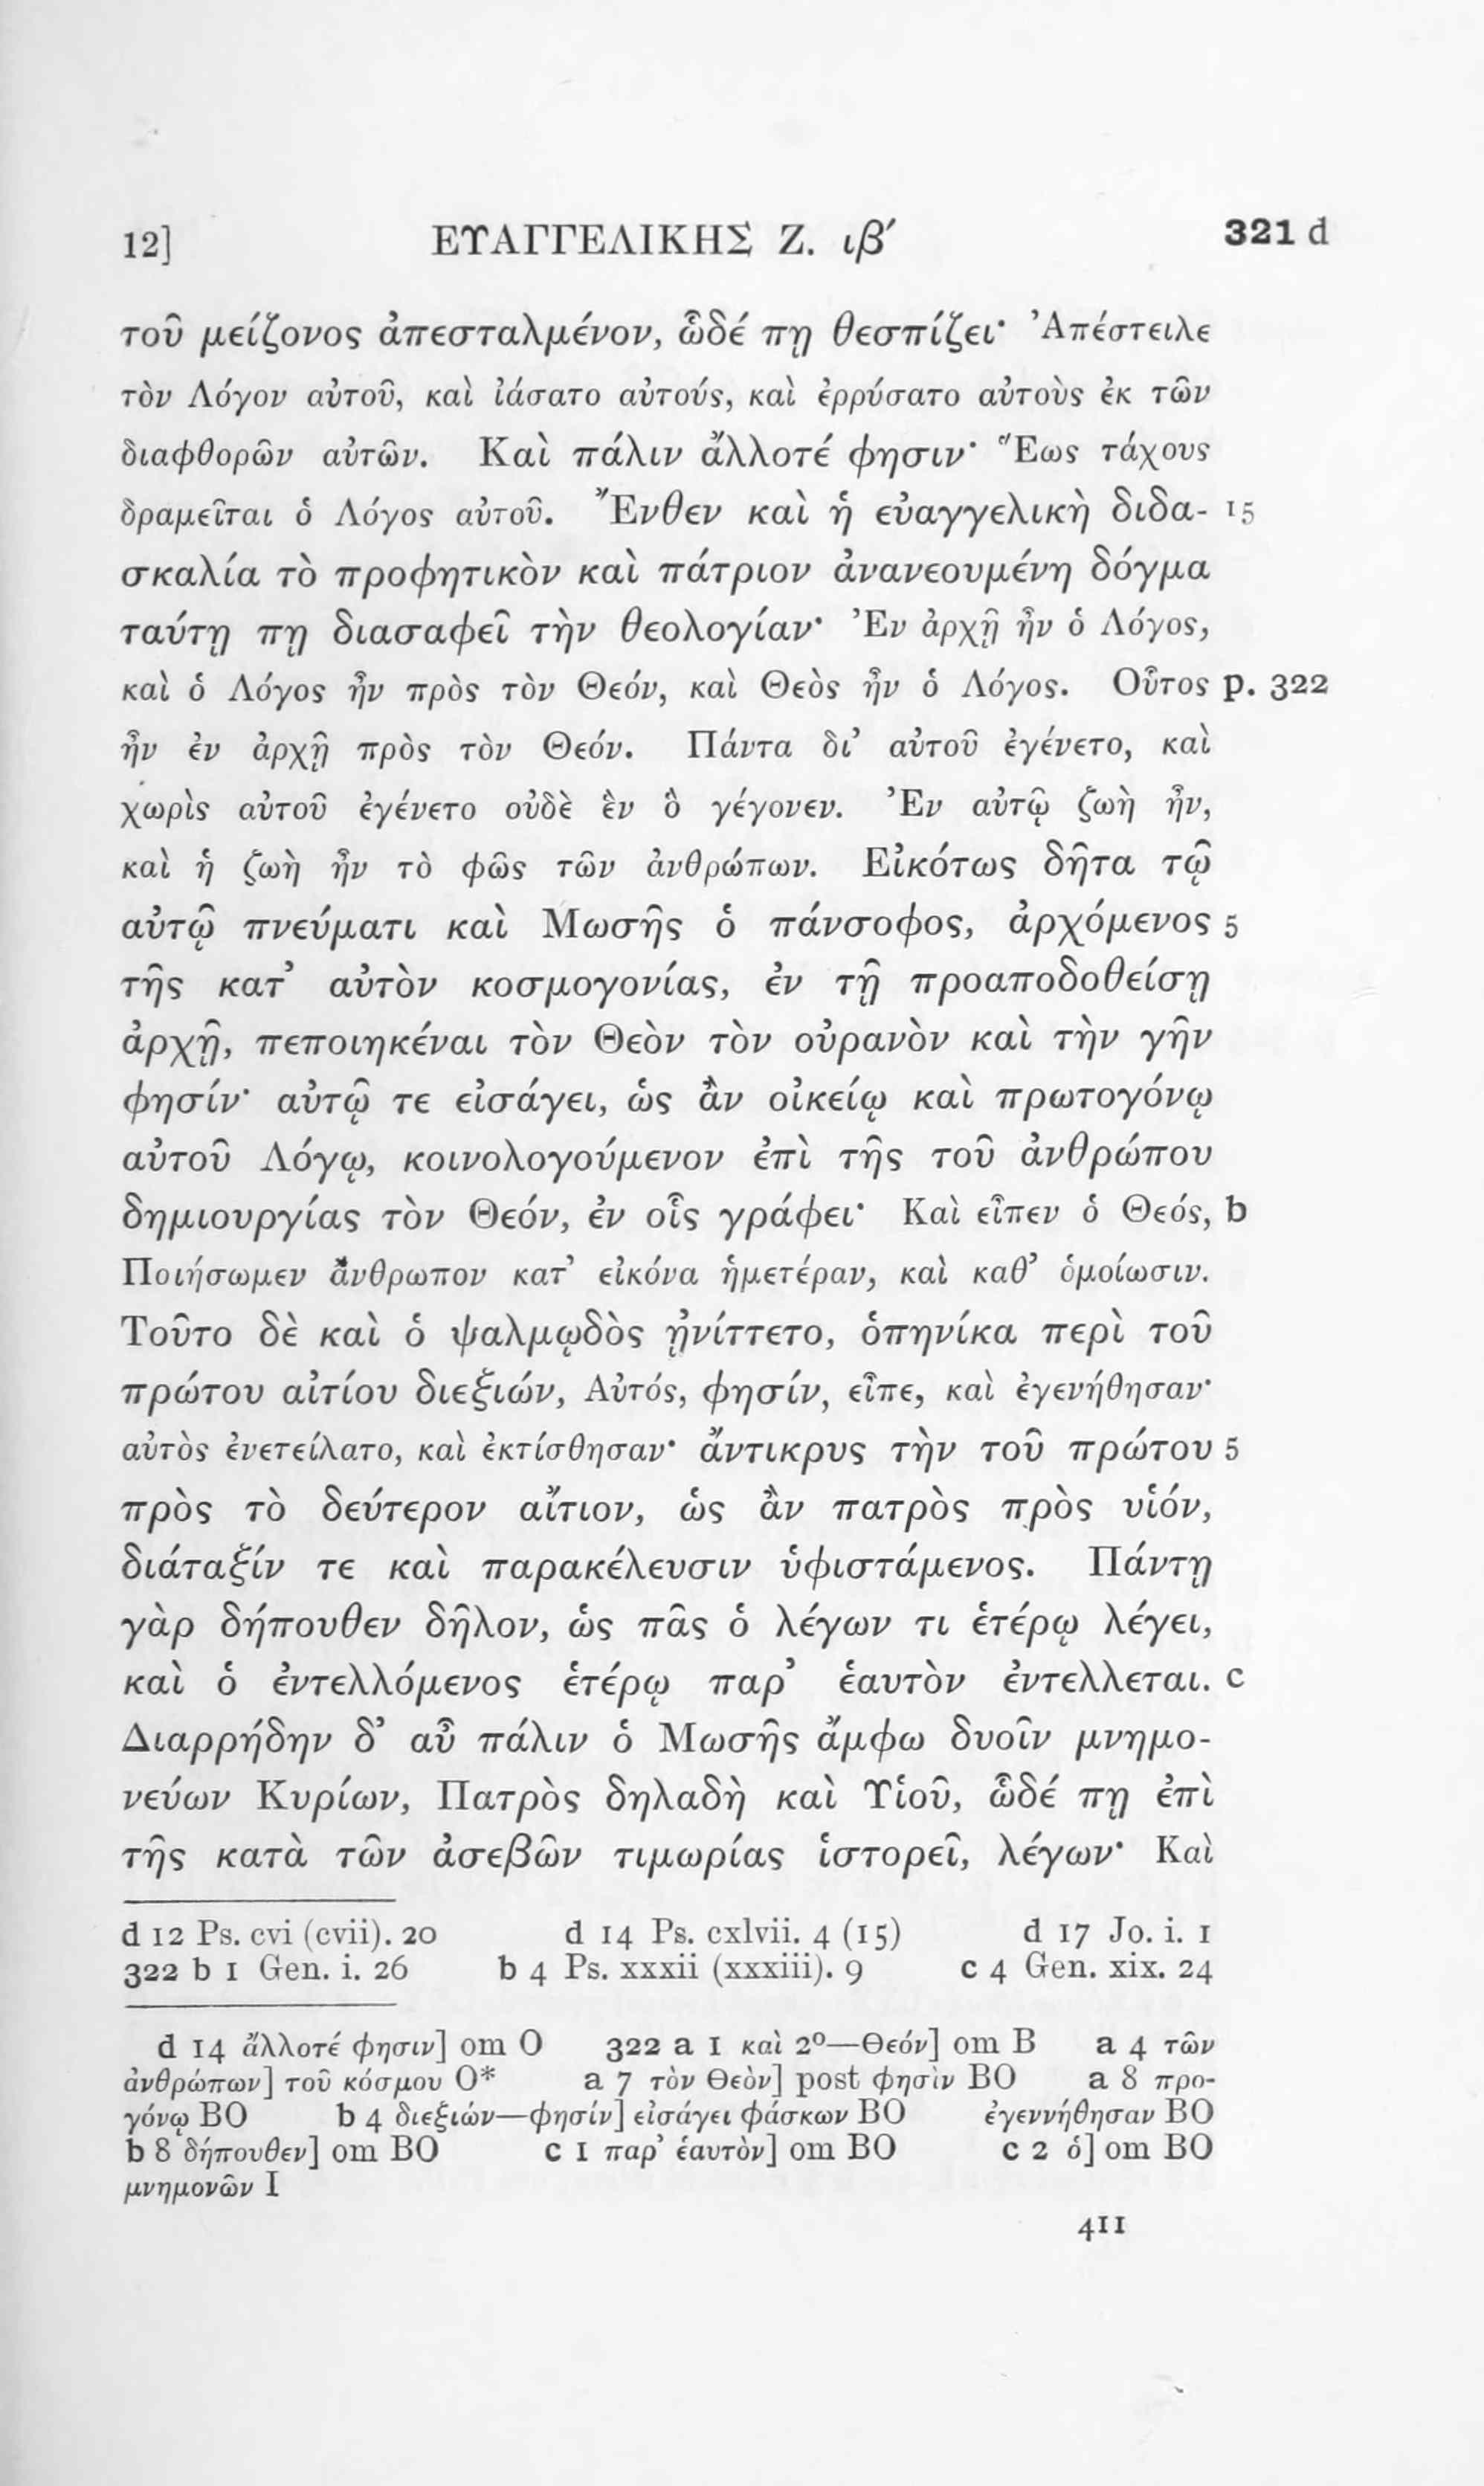 12] ΕΥΑΓΓΕΛΙΚΗΣ Ζ. ιβ′ 321 d
τοῦ μείζονος ἀπεσταλμένον, ὧδέ πῃ θεσπίζει· Ἀπέστειλε
τὸν Λόγον αὐτοῦ, καὶ ἰάσατο αὐτούς, καὶ ἐρρύσατο αὐτοὺς ἐκ τῶν
διαφθορῶν αὐτῶν. Καὶ πάλιν ἄλλοτέ φησιν· Ἕως τάχους
δραμεῖται ὁ Λόγος αὐτοῦ. Ἔνθεν καὶ ἡ εὐαγγελικὴ διδα- 15
σκαλία τὸ προφητικὸν καὶ πάτριον ἀνανεουμένη δόγμα
ταύτῃ πῃ διασαφεῖ τὴν θεολογίαν· Ἐν ἀρχῇ ἦν ὁ Λόγος,
καὶ ὁ Λόγος ἦν πρὸς τὸν Θεόν, καὶ Θεὸς ἦν ὁ Λόγος. Οὗτος p. 322
ἦν ἐν ἀρχῇ πρὸς τὸν Θεόν. Πάντα δι’ αὐτοῦ ἐγένετο, καὶ
χωρὶς αὐτοῦ ἐγένετο οὐδὲ ἓν ὃ γέγονεν. Ἐν αὐτῷ ζωὴ ἦν,
καὶ ἡ ζωὴ ἦν τὸ φῶς τῶν ἀνθρώπων. Εἰκότως δῆτα τῷ
αὐτῷ πνεύματι καὶ Μωσῆς ὁ πάνσοφος, ἀρχόμενος 5
τῆς κατ’ αὐτὸν κοσμογονίας, ἐν τῇ προαποδοθείσῃ
ἀρχῇ, πεποιηκέναι τὸν Θεὸν τὸν οὐρανὸν καὶ τὴν γῆν
φησίν· αὐτῷ τε εἰσάγει, ὡς ἂν οἰκείῳ καὶ πρωτογόνῳ
αὐτοῦ Λόγῳ, κοινολογούμενον ἐπὶ τῆς τοῦ ἀνθρώπου
δημιουργίας τὸν Θεόν, ἐν οἷς γράφει· Καὶ εἶπεν ὁ Θεός, b
Ποιήσωμεν ἄνθρωπον κατ’ εἰκόνα ἡμετέραν, καὶ καθ’ ὁμοίωσιν.
Τοῦτο δὲ καὶ ὁ ψαλμῳδὸς ᾐνίττετο, ὁπηνίκα περὶ τοῦ
πρώτου αἰτίου διεξιών, Αὐτός, φησίν, εἶπε, καὶ ἐγενήθησαν·
αὐτὸς ἐνετείλατο, καὶ ἐκτίσθησαν· ἄντικρυς τὴν τοῦ πρώτου 5
πρὸς τὸ δεύτερον αἴτιον, ὡς ἂν πατρὸς πρὸς υἱόν,
διάταξίν τε καὶ παρακέλευσιν ὑφιστάμενος. Πάντῃ
γὰρ δήπουθεν δῆλον, ὡς πᾶς ὁ λέγων τι ἑτέρῳ λέγει,
καὶ ὁ ἐντελλόμενος ἑτέρῳ παρ’ ἑαυτὸν ἐντελλεται. c
Διαρρήδην δ’ αὖ πάλιν ὁ Μωσῆς ἄμφω δυοῖν μνημο-
νεύων Κυρίων, Πατρὸς δηλαδὴ καὶ Υἱοῦ, ὧδέ πῃ ἐπὶ
τῆς κατὰ τῶν ἀσεβῶν τιμωρίας ἱστορεῖ, λέγων· Καὶ
d 12 Ps. cvi (cvii). 20 d 14 Ps. cxlvii. 4 (15) d 17 Jo. i. 1
322 b 1 Gen. i. 26 b 4 Ps. xxxii (xxxiii). 9 c 4 Gen. xix. 24
d 14 ἄλλοτέ φησιν] om O 322 a 1 καὶ 2º—Θεόν] om B a 4 τῶν
ἀνθρώπων] τοῦ κόσμου O* a 7 τὸν Θεὸν] post φησὶν BO a 8 προ-
γόνῳ BO b 4 διεξιών—φησίν] εἰσάγει φάσκων BO ἐγεννήθησαν BO
b 8 δήπουθεν] om BO c 1 παρ’ ἑαυτὸν] om BO c 2 ὁ] om BO
μνημονῶν I
411